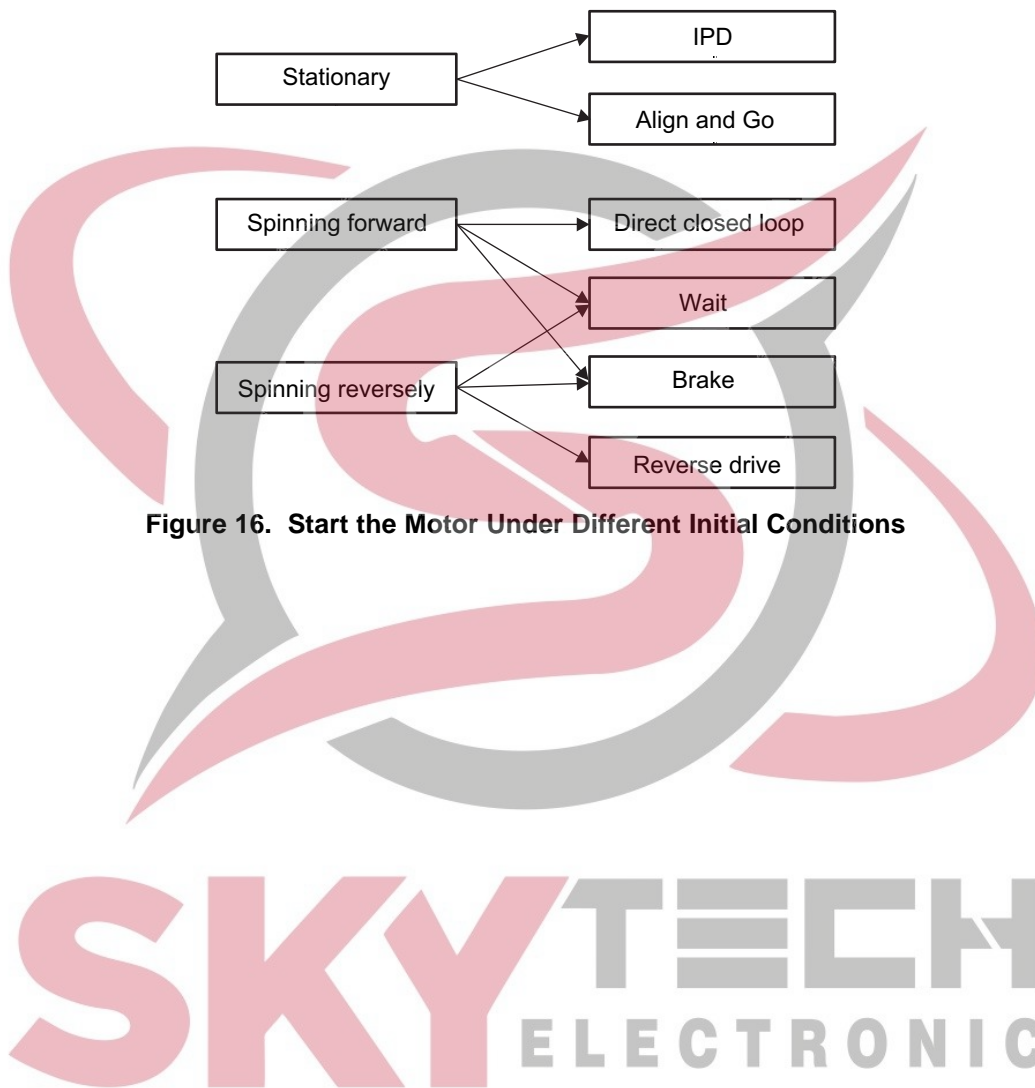 IPD
Stationary
Align and Go
Spinning forward
Direct closed loop
Wait
Spinning reversely
Brake
Reverse drive
Figure 16. Start the Motor Under Different Initial Conditions
SKYTECH
ELECTRONIC